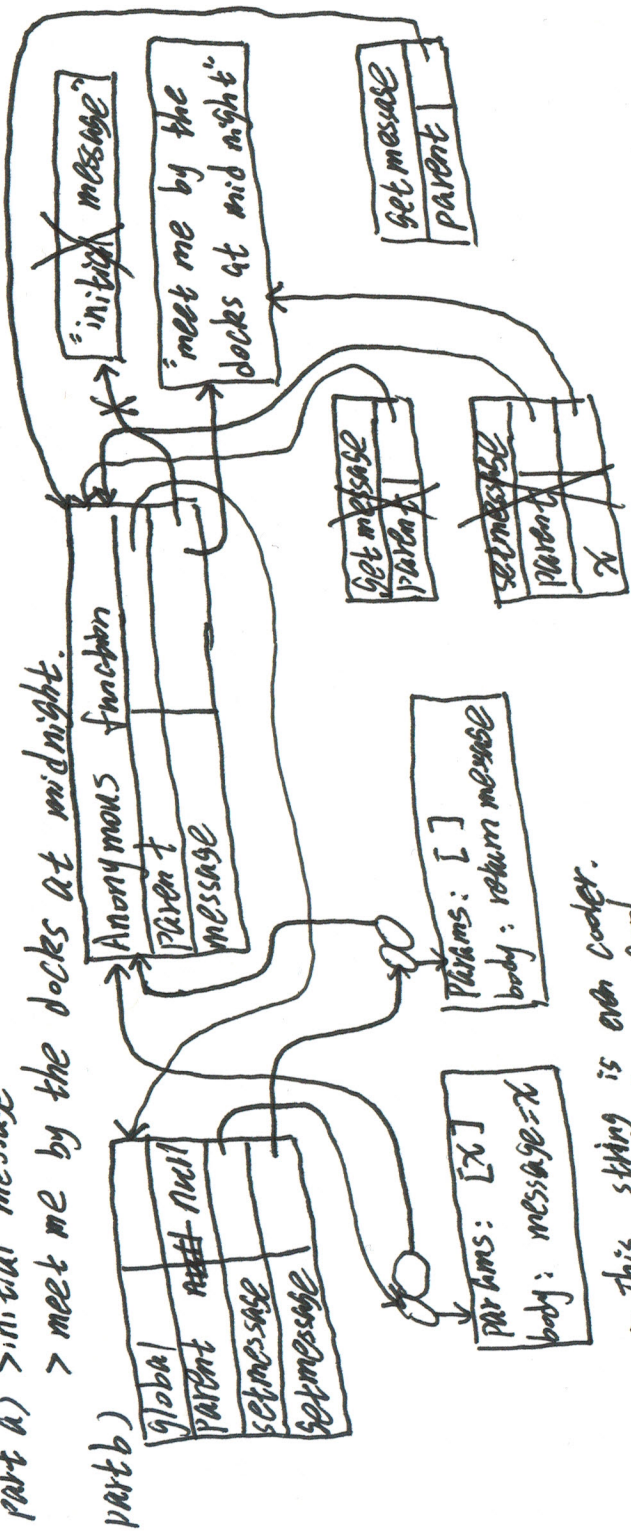 part a) > initial message
> meet me by the docks at midnight.
part b)
global
parent null
setmessage
getmessage
Anonymous function
parent
message
"initial message"
"meet me by the
docks at mid night"
getmessage
parent
getmessage
parent
setmessage
parent
x
params: [x]
body: message=x
params: [ ]
body: return message
this string is even cooler.